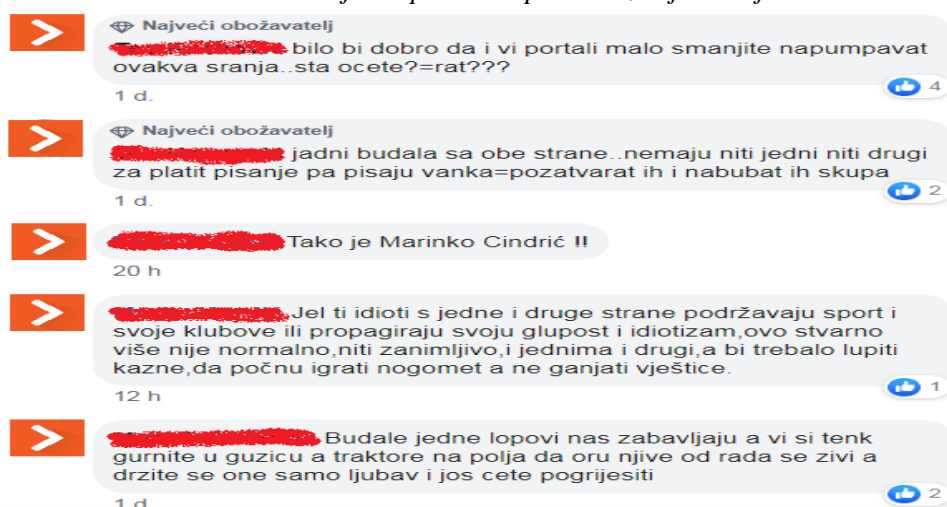 Najveći obožavatelj
bilo bi dobro da i vi portali malo smanjite napumpavat
ovakva sranja..sta ocete?=rat???
4
1 d.
Najveći obožavatelj
jadni budala sa obe strane..nemaju niti jedni niti drugi
za platit pisanje pa pisaju vanka=pozatvarat ih i nabubat ih skupa
2
1 d.
Tako je Marinko Cindrić !!
20 h
Jel ti idioti s jedne i druge strane podržavaju sport i
svoje klubove ili propagiraju svoju glupost i idiotizam,ovo stvarno
više nije normalno,niti zanimljivo,i jednima i drugi,a bi trebalo lupiti
kazne,da počnu igrati nogomet a ne ganjati vještice.
1
12 h
Budale jedne lopovi nas zabavljaju a vi si tenk
gurnite u guzicu a traktore na polja da oru njive od rada se zivi a
drzite se one samo ljubav i jos cete pogrijesiti
2
1 d